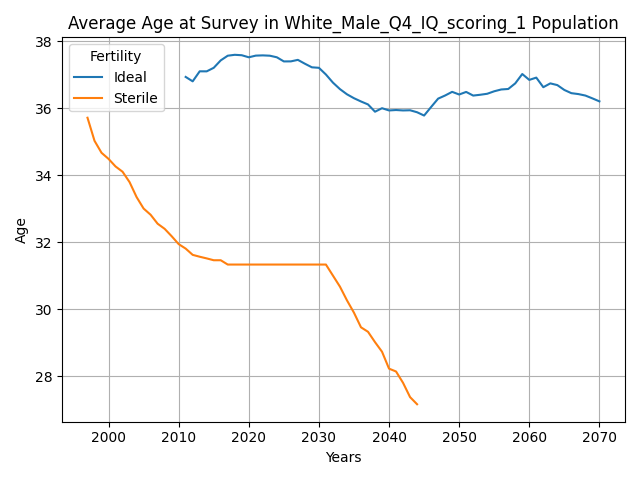 Average Age at Survey in White_Male_Q4_IQ_scoring_1 Population
Fertility
Ideal
Sterile
38
36
34
32
30
28
Age
2000 2010 2020 2030 2040 2050 2060 2070
Years